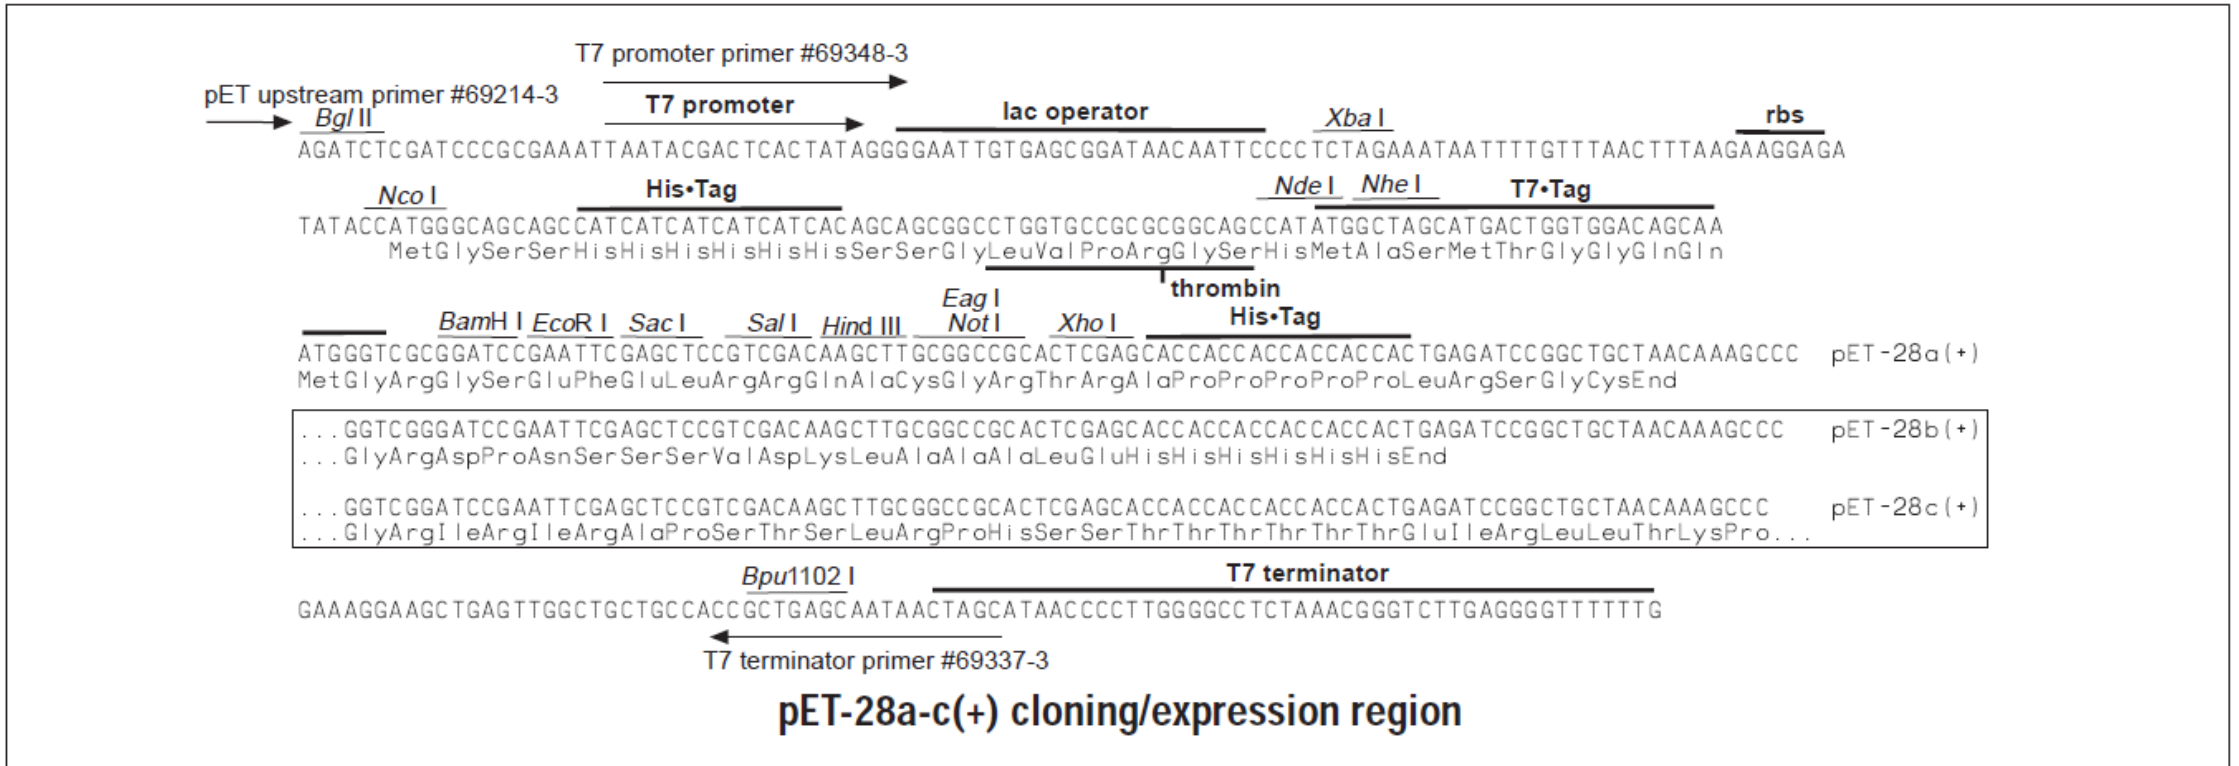 T7 promoter primer #69348-3
pET upstream primer #69214-3
Bgl II T7 promoter lac operator Xba I rbs
AGATCTCGATCCCGCGAAATTAATACGACTCACTATAGGGGAATTGTGAGCGGATAACAATTCCCCTCTAGAAATAATTTTGTTTAACTTTAAGAAGGAGA
Nco I His•Tag Nde I Nhe I T7•Tag
TATACCATGGGCAGCAGCCATCATCATCATCATCACAGCAGCGGCCTGGTGCCGCGCGGCAGCCATATGGCTAGCATGACTGGTGGACAGCAA
MetGlySerSerHisHisHisHisHisHisSerSerGlyLeuValProArgGlySerHisMetAlaSerMetThrGlyGlyGlnGln
thrombin
Eag I
BamH I EcoR I Sac I Sal I Hind III Not I Xho I His•Tag
ATGGGTCGCGGATCCGAATTCGAGCTCCGTCGACAAGCTTGCGGCCGCACTCGAGCACCACCACCACCACCACTGAGATCCGGCTGCTAACAAAGCCC pET-28a(+)
MetGlyArgGlySerGluPheGluLeuArgArgGlnAlaCysGlyArgThrArgAlaProProProProProLeuArgSerGlyCysEnd
...GGTCGGGATCCGAATTCGAGCTCCGTCGACAAGCTTGCGGCCGCACTCGAGCACCACCACCACCACCACTGAGATCCGGCTGCTAACAAAGCCC pET-28b(+)
...GlyArgAspProAsnSerSerSerValAspLysLeuAlaAlaAlaLeuGluHisHisHisHisHisHisEnd
...GGTCGGATCCGAATTCGAGCTCCGTCGACAAGCTTGCGGCCGCACTCGAGCACCACCACCACCACCACTGAGATCCGGCTGCTAACAAAGCCC pET-28c(+)
...GlyArgIleArgIleArgAlaProSerThrSerLeuArgProHisSerSerThrThrThrThrThrThrGluIleArgLeuLeuThrLysPro...
Bpu1102 I T7 terminator
GAAAGGAAGCTGAGTTGGCTGCTGCCACCGCTGAGCAATAACTAGCATAACCCCTTGGGGCCTCTAAACGGGTCTTGAGGGGTTTTTTG
T7 terminator primer #69337-3
pET-28a-c(+) cloning/expression region